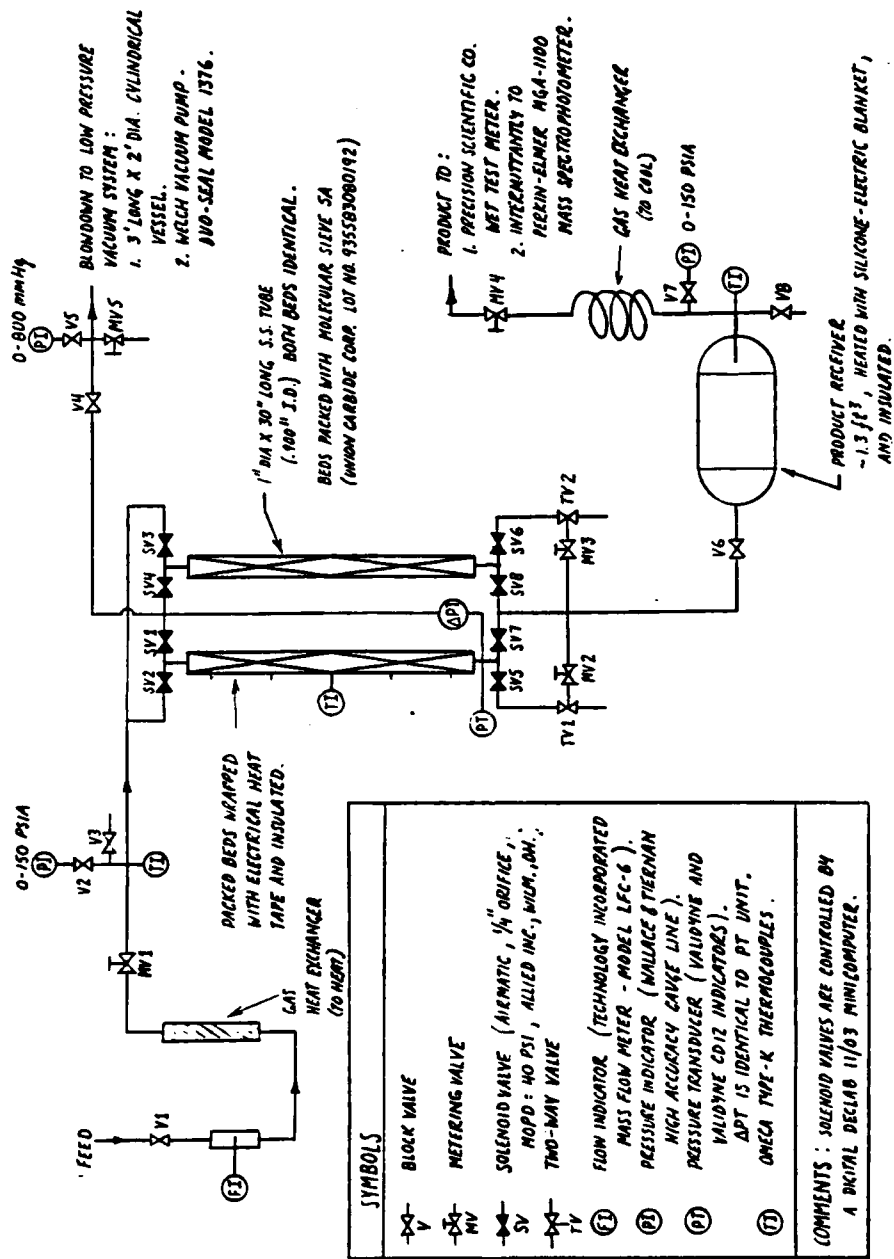 0-800 mmHg
PI
V5
BLOWDOWN TO LOW PRESSURE
VACUUM SYSTEM :
1. 3' LONG X 2' DIA. CYLINDRICAL
VESSEL.
2. WELCH VACUUM PUMP.
DUO-SEAL MODEL 1376.
MV5
V4
1" DIA X 30" LONG S.S. TUBE
(.900" I.D.) BOTH BEDS IDENTICAL.
BEDS PACKED WITH MOLECULAR SIEVE 5A
(UNION CARBIDE CORP. LOT NO. 935583080192)
PRODUCT TO :
1. PRECISION SCIENTIFIC CO.
WET TEST METER.
2. INTERMITTANTLY TO
PERKIN-ELMER MGA-1100
MASS SPECTROPHOTOMETER.
MV4
GAS HEAT EXCHANGER
(TO COOL)
V7
PI
0-150 PSIA
TI
V8
PRODUCT RECEIVER
~1.3 ft³, HEATED WITH SILICONE-ELECTRIC BLANKET,
AND INSULATED.
V6
SV3
SV4
SV1
SV2
SV6
SV8
SV7
SV5
TV2
MV3
MV2
TV1
ΔPT
PT
TI
0-150 PSIA
PI
V2
V3
TI
PACKED BEDS WRAPPED
WITH ELECTRICAL HEAT
TAPE AND INSULATED.
MV1
GAS
HEAT EXCHANGER
(TO HEAT)
FEED
V1
FI
SYMBOLS
V BLOCK VALVE
MV METERING VALVE
SV SOLENOID VALVE (AIRMATIC, 1/4" ORIFICE,
MOPD : 40 PSI, ALLIED INC., WILM., OH.)
TV TWO-WAY VALVE
FI FLOW INDICATOR (TECHNOLOGY INCORPORATED
MASS FLOW METER - MODEL LFC-6).
PI PRESSURE INDICATOR (WALLACE & TIERNAN
HIGH ACCURACY GAUGE LINE).
PT PRESSURE TRANSDUCER (VALIDYNE AND
VALIDYNE CD12 INDICATORS).
ΔPT IS IDENTICAL TO PT UNIT.
TI OMEGA TYPE-K THERMOCOUPLES.
COMMENTS : SOLENOID VALVES ARE CONTROLLED BY
A DIGITAL DECLAB 11/03 MINICOMPUTER.